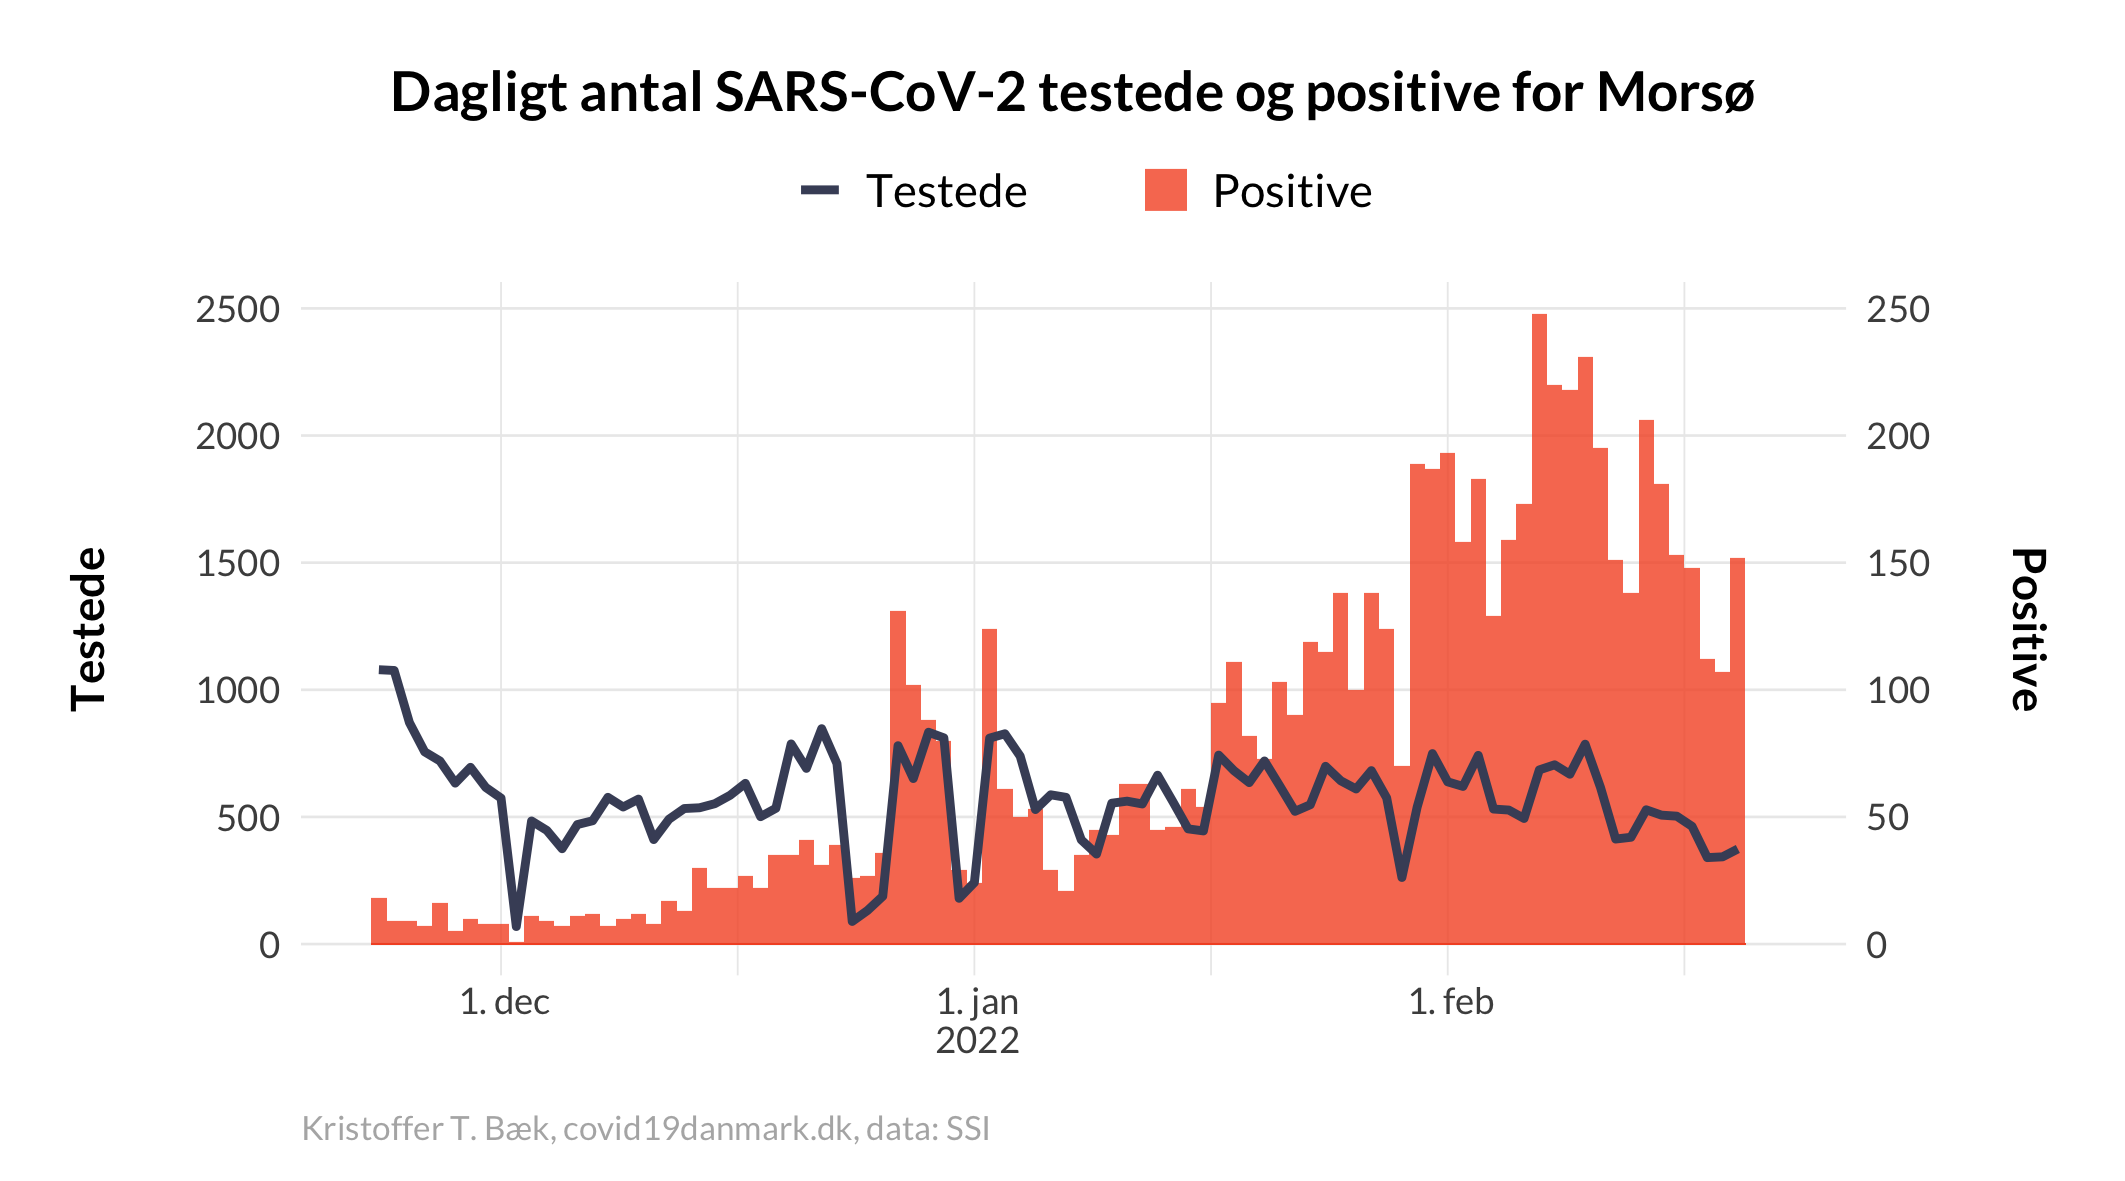 Dagligt antal SARS-CoV-2 testede og positive for Morsø
Testede
Positive
2500
2000
1500
1000
500
0
250
200
150
100
50
0
Testede
Positive
1. dec
1. jan
2022
1. feb
Kristoffer T. Bæk, covid19danmark.dk, data: SSI